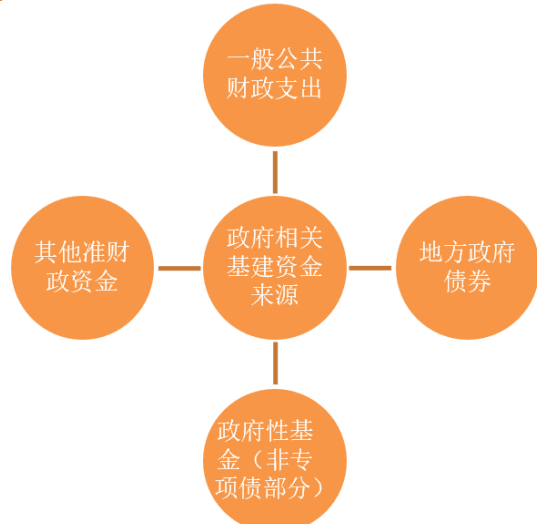 一般公共
财政支出
其他准财
政资金
政府相关
基建资金
来源
地方政府
债券
政府性基
金（非专
项债部分）